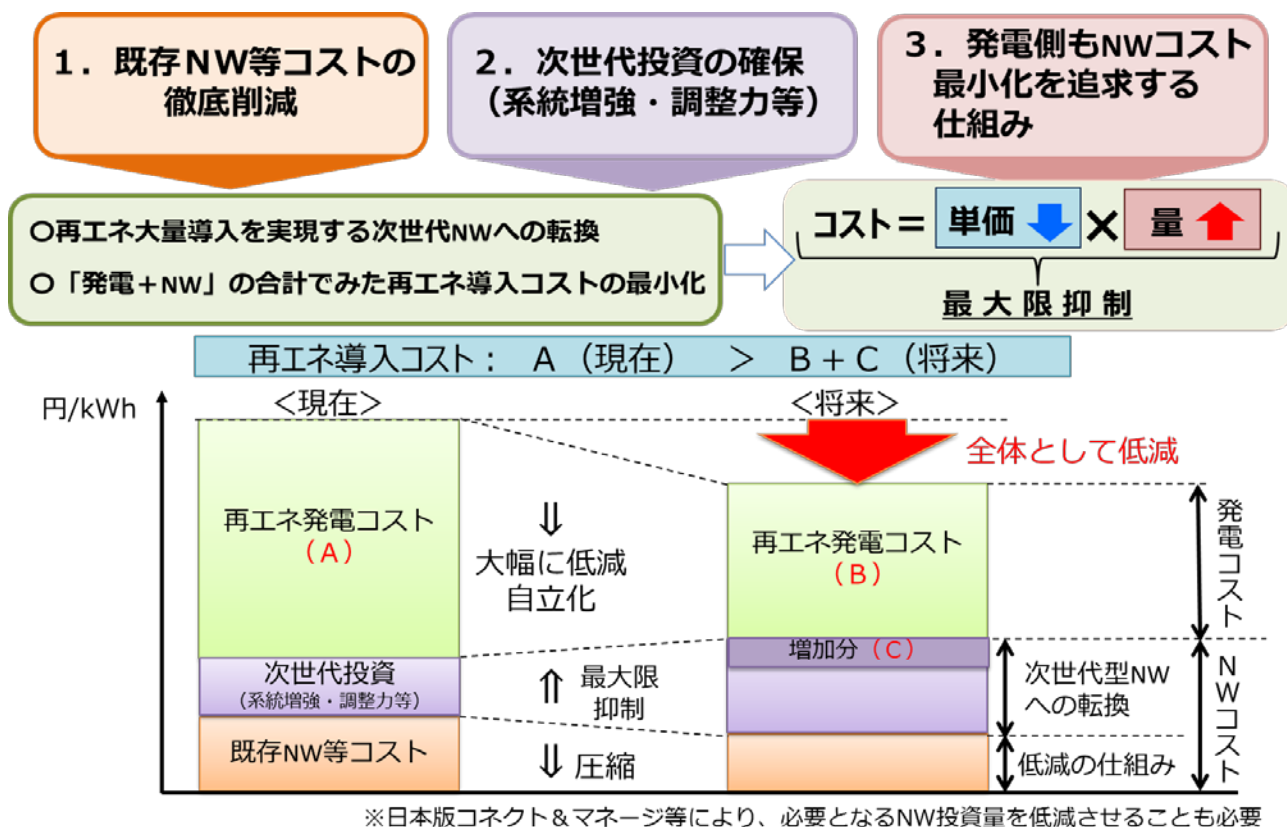 1．既存NW等コストの
徹底削減
2．次世代投資の確保
（系統増強・調整力等）
3．発電側もNWコスト
最小化を追求する
仕組み
○再エネ大量導入を実現する次世代NWへの転換
○「発電＋NW」の合計でみた再エネ導入コストの最小化
コスト＝ 単価 × 量
最大限抑制
再エネ導入コスト： A （現在） ＞ B＋C （将来）
円/kWh
＜現在＞
＜将来＞
全体として低減
再エネ発電コスト
（A）
⇓
大幅に低減
自立化
再エネ発電コスト
（B）
発電コスト
次世代投資
（系統増強・調整力等）
⇑ 最大限
抑制
増加分（C）
次世代型NW
への転換
NWコスト
既存NW等コスト
⇓ 圧縮
低減の仕組み
※日本版コネクト＆マネージ等により、必要となるNW投資量を低減させることも必要